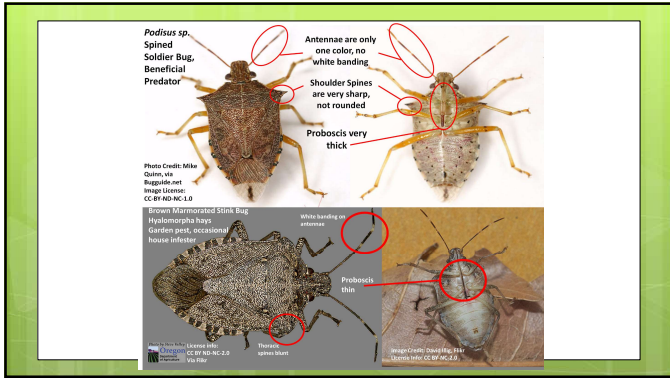 Podisus sp.
Spined
Soldier Bug,
Beneficial
Predator
Antennae are only
one color, no
white banding
Shoulder Spines
are very sharp,
not rounded
Proboscis very
thick
Photo Credit: Mike
Quinn, via
Bugguide.net
Image License:
CC-BY-ND-NC-1.0
Brown Marmorated Stink Bug
Hyalomorpha hays
Garden pest, occasional
house infester
White banding on
antennae
Proboscis
thin
Oregon
License info:
CC BY ND-NC-2.0
Via Flikr
Thoracic
spines blunt
Image Credit: David Illig, Flikr
License Info: CC BY-NC-2.0